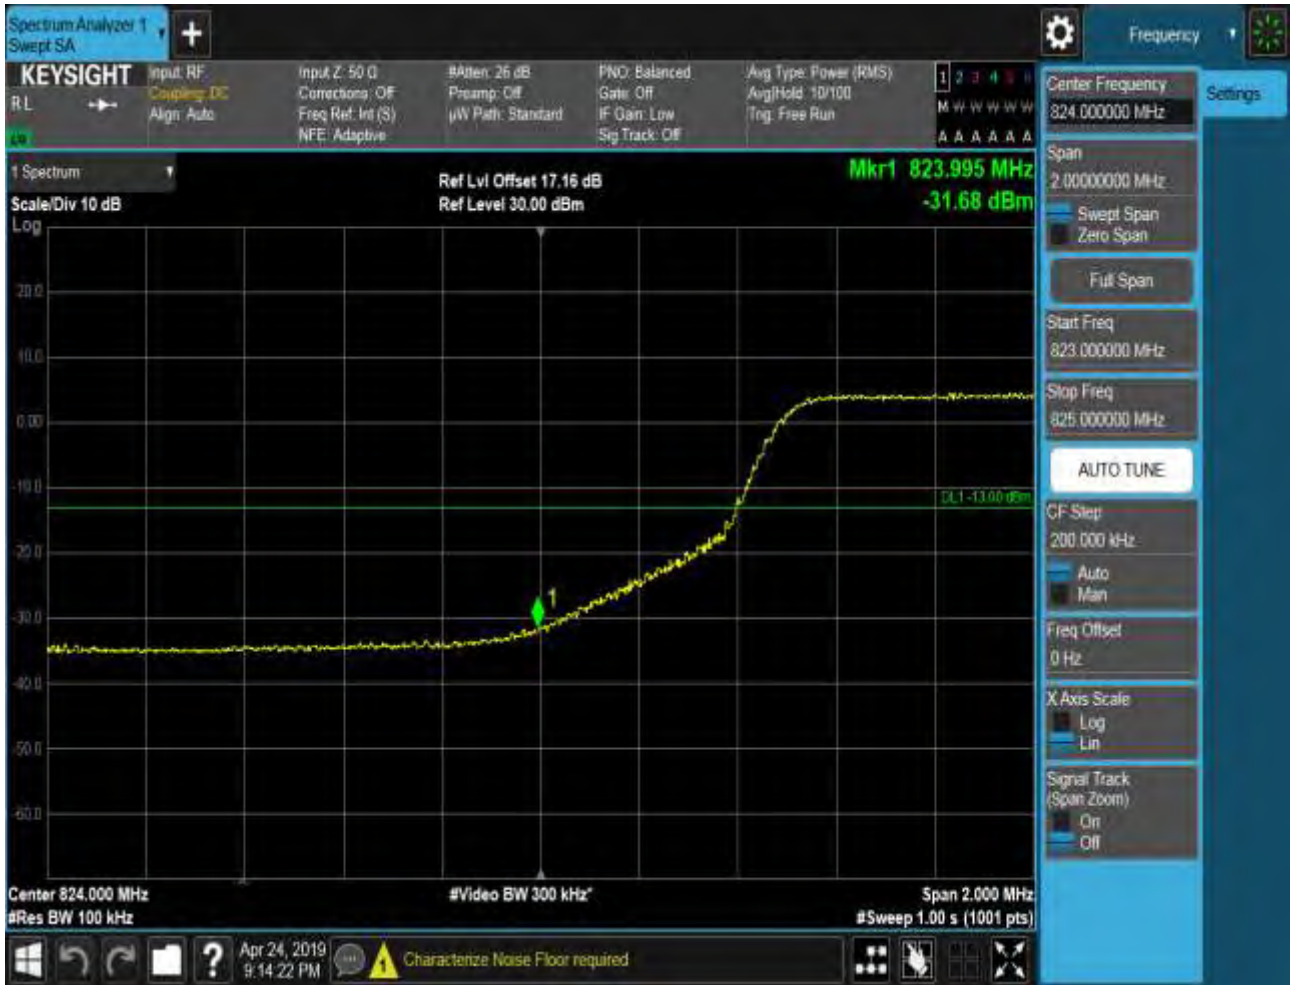 Spectrum Analyzer 1
Swept SA
Frequency
KEYSIGHT
RL
Input: RF
Coupling: DC
Align: Auto
Input Z: 50 Ω
Corrections: Off
Freq Ref: Int (S)
NFE: Adaptive
#Atten: 26 dB
Preamp: Off
µW Path: Standard
PNO: Balanced
Gate: Off
IF Gain: Low
Sig Track: Off
Avg Type: Power (RMS)
Avg|Hold: 10/100
Trig: Free Run
1 2 3 4 5 6
M W W W W W
A A A A A A
Center Frequency
824.000000 MHz
Settings
1 Spectrum
Scale/Div 10 dB
Log
Ref Lvl Offset 17.16 dB
Ref Level 30.00 dBm
Mkr1 823.995 MHz
-31.68 dBm
Span
2.00000000 MHz
Swept Span
Zero Span
Full Span
Start Freq
823.000000 MHz
Stop Freq
825.000000 MHz
AUTO TUNE
CF Step
200.000 kHz
Auto
Man
Freq Offset
0 Hz
X Axis Scale
Log
Lin
Signal Track
(Span Zoom)
On
Off
20.0
10.0
0.00
-10.0
-20.0
-30.0
-40.0
-50.0
-60.0
DL1 -13.00 dBm
1
Center 824.000 MHz
#Res BW 100 kHz
#Video BW 300 kHz*
Span 2.000 MHz
#Sweep 1.00 s (1001 pts)
?
Apr 24, 2019
9:14:22 PM
1
Characterize Noise Floor required